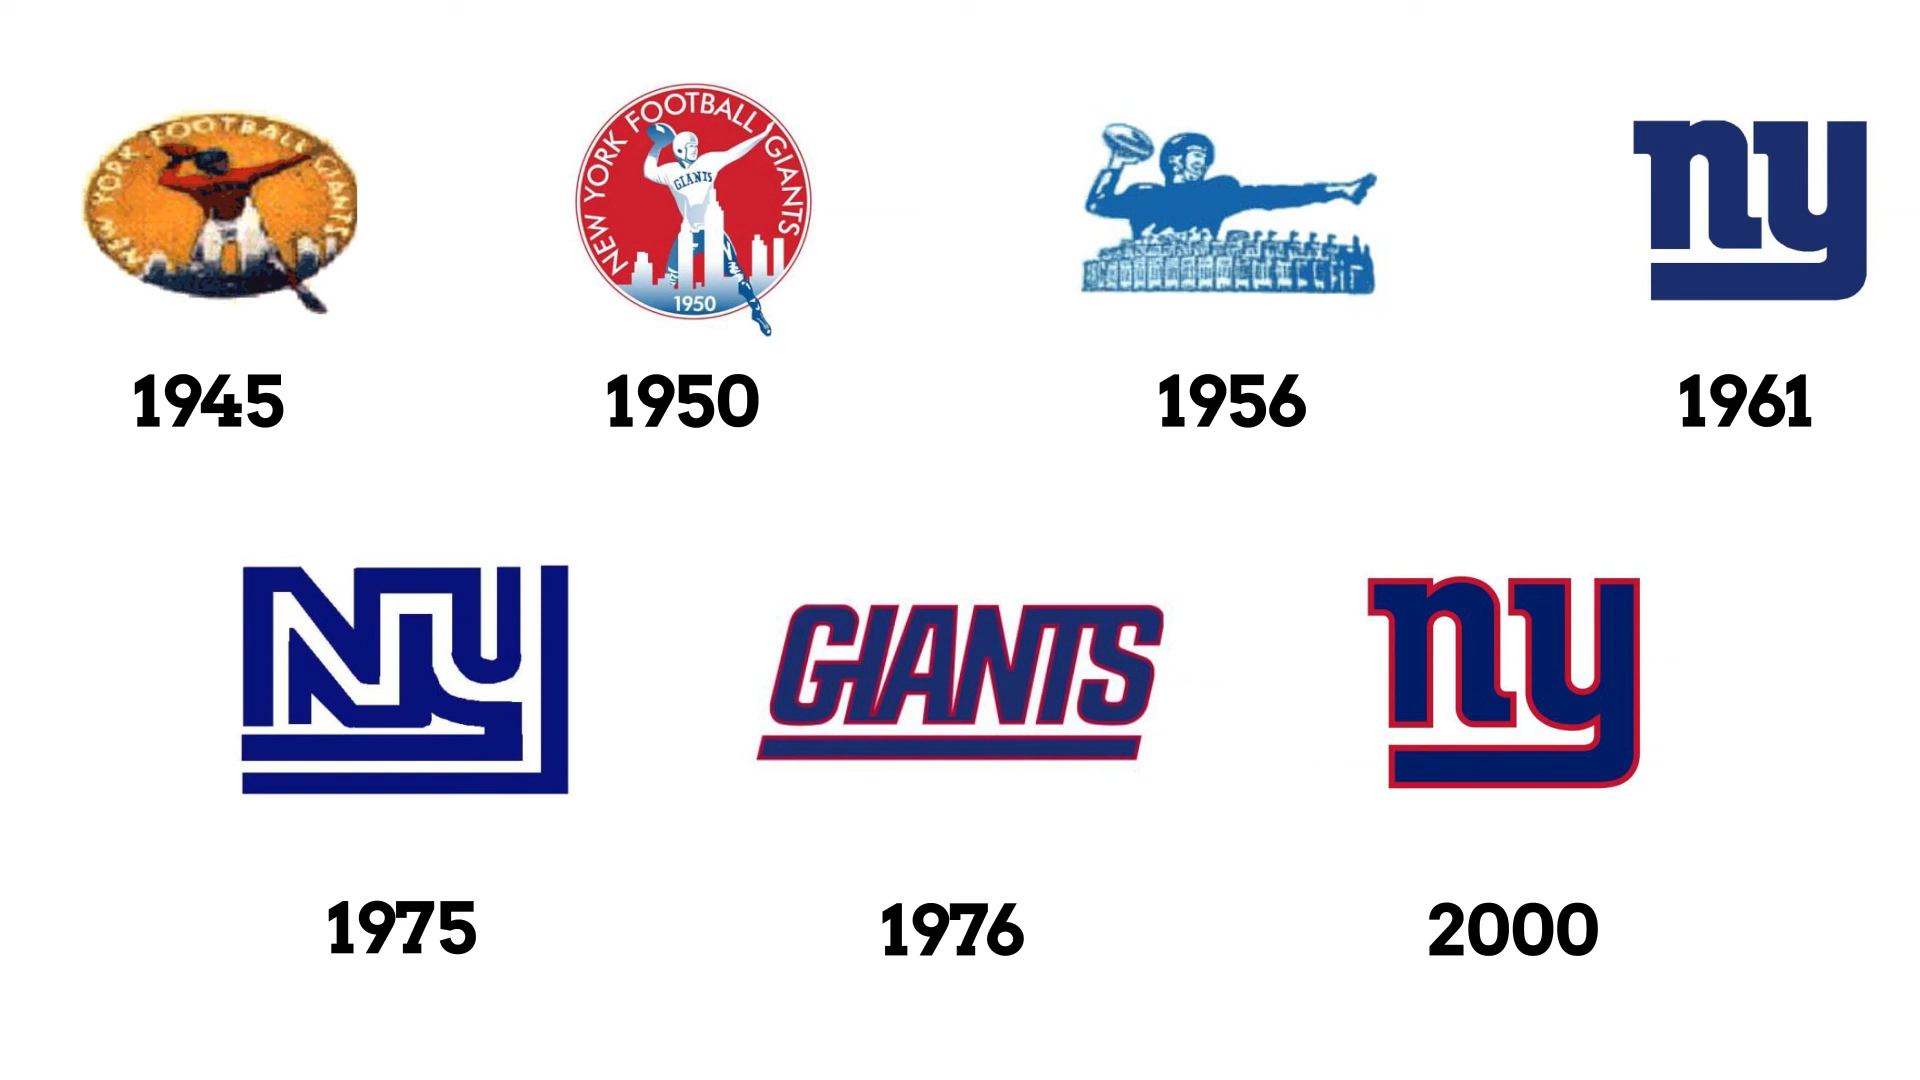 NEW YORK FOOTBALL GIANTS
NEW YORK FOOTBALL GIANTS
GIANTS
1950
ny
1945
1950
1956
1961
NY
GIANTS
ny
1975
1976
2000